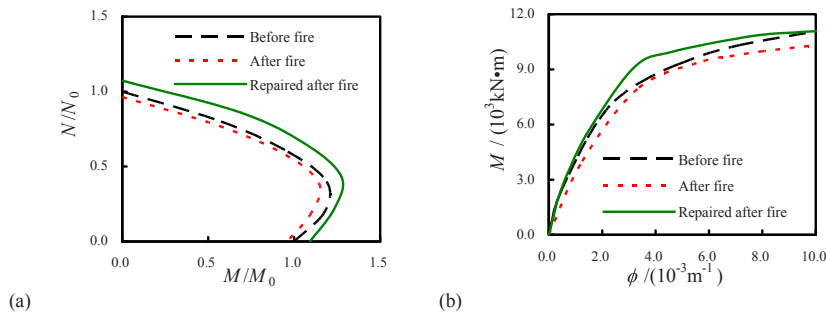 Before fire
After fire
Repaired after fire
N/N₀
1.5
1.0
0.5
0.0
0.0
0.5
1.0
1.5
M/M₀
(a)
12.0
9.0
6.0
3.0
0.0
M / (10³kN•m)
Before fire
After fire
Repaired after fire
0.0
2.0
4.0
6.0
8.0
10.0
ϕ /(10⁻³m⁻¹)
(b)